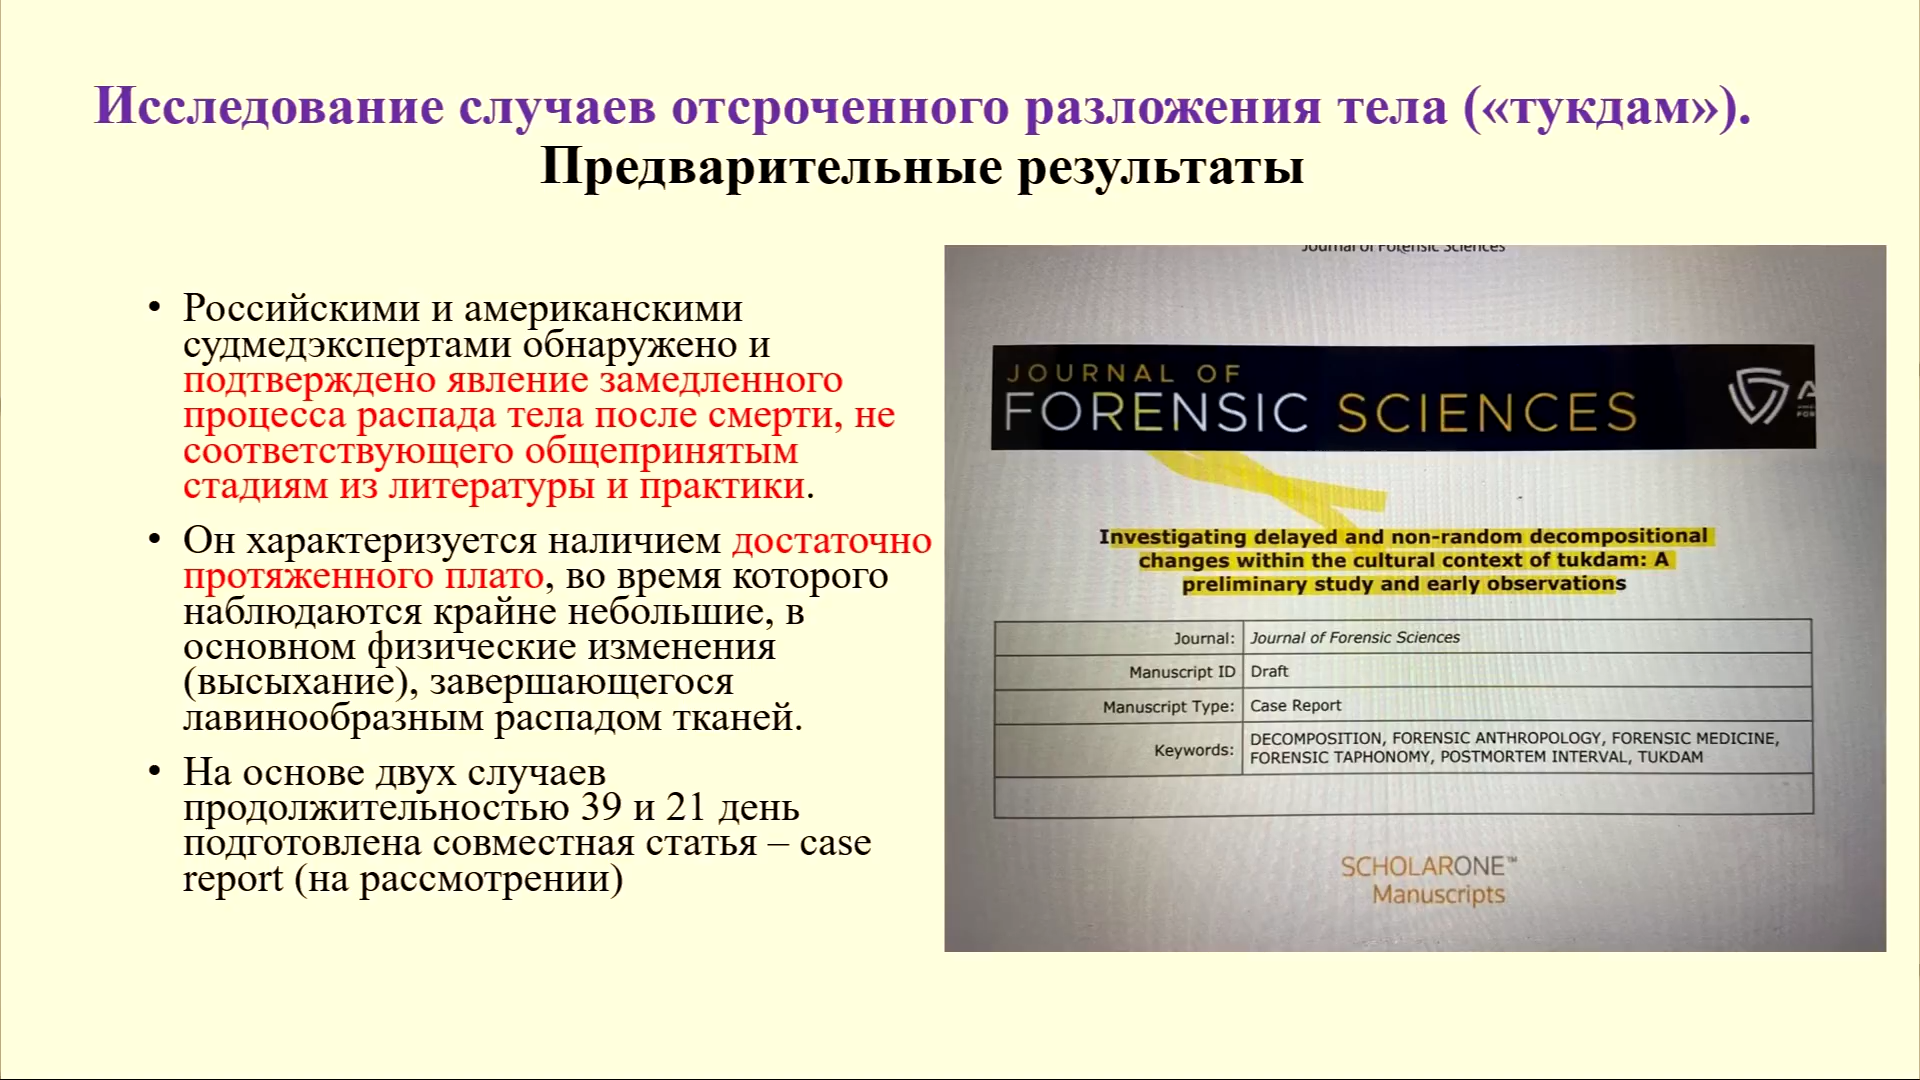 Исследование случаев отсроченного разложения тела («тукдам»).
Предварительные результаты
• Российскими и американскими
судмедэкспертами обнаружено и
подтверждено явление замедленного
процесса распада тела после смерти, не
соответствующего общепринятым
стадиям из литературы и практики.
• Он характеризуется наличием достаточно
протяженного плато, во время которого
наблюдаются крайне небольшие, в
основном физические изменения
(высыхание), завершающегося
лавинообразным распадом тканей.
• На основе двух случаев
продолжительностью 39 и 21 день
подготовлена совместная статья – case
report (на рассмотрении)
Journal of Forensic Sciences
JOURNAL OF
FORENSIC SCIENCES
Investigating delayed and non-random decompositional
changes within the cultural context of tukdam: A
preliminary study and early observations
Journal: Journal of Forensic Sciences
Manuscript ID Draft
Manuscript Type: Case Report
Keywords: DECOMPOSITION, FORENSIC ANTHROPOLOGY, FORENSIC MEDICINE,
FORENSIC TAPHONOMY, POSTMORTEM INTERVAL, TUKDAM
SCHOLARONE™
Manuscripts